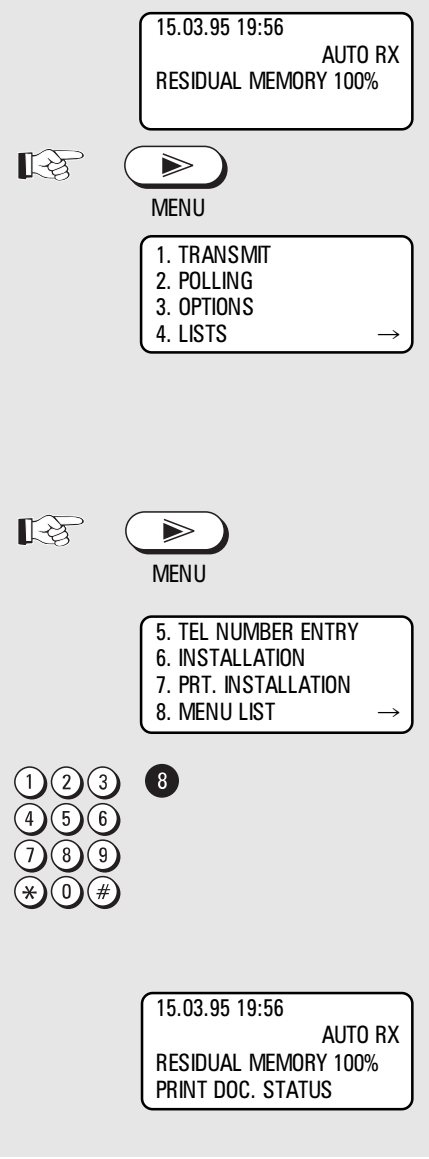 15.03.95 19:56
AUTO RX
RESIDUAL MEMORY 100%
MENU
1. TRANSMIT
2. POLLING
3. OPTIONS
4. LISTS →
MENU
5. TEL NUMBER ENTRY
6. INSTALLATION
7. PRT. INSTALLATION
8. MENU LIST →
1 2 3 8
4 5 6
7 8 9
* 0 #
15.03.95 19:56
AUTO RX
RESIDUAL MEMORY 100%
PRINT DOC. STATUS